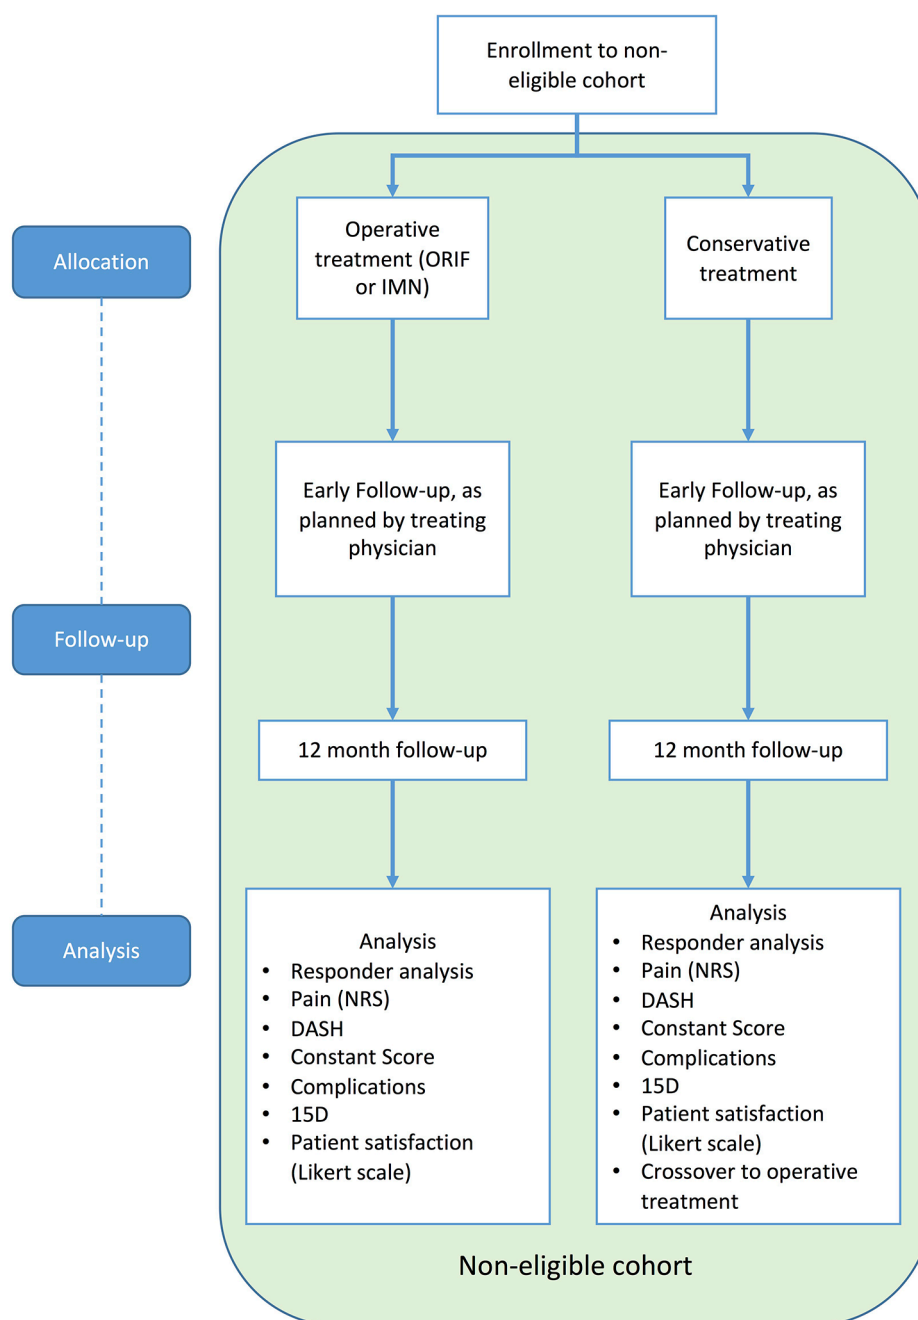 Enrollment to non-
eligible cohort
Allocation
Operative
treatment (ORIF
or IMN)
Conservative
treatment
Early Follow-up, as
planned by treating
physician
Early Follow-up, as
planned by treating
physician
Follow-up
12 month follow-up
12 month follow-up
Analysis
Analysis
• Responder analysis
• Pain (NRS)
• DASH
• Constant Score
• Complications
• 15D
• Patient satisfaction
(Likert scale)
Analysis
• Responder analysis
• Pain (NRS)
• DASH
• Constant Score
• Complications
• 15D
• Patient satisfaction
(Likert scale)
• Crossover to operative
treatment
Non-eligible cohort